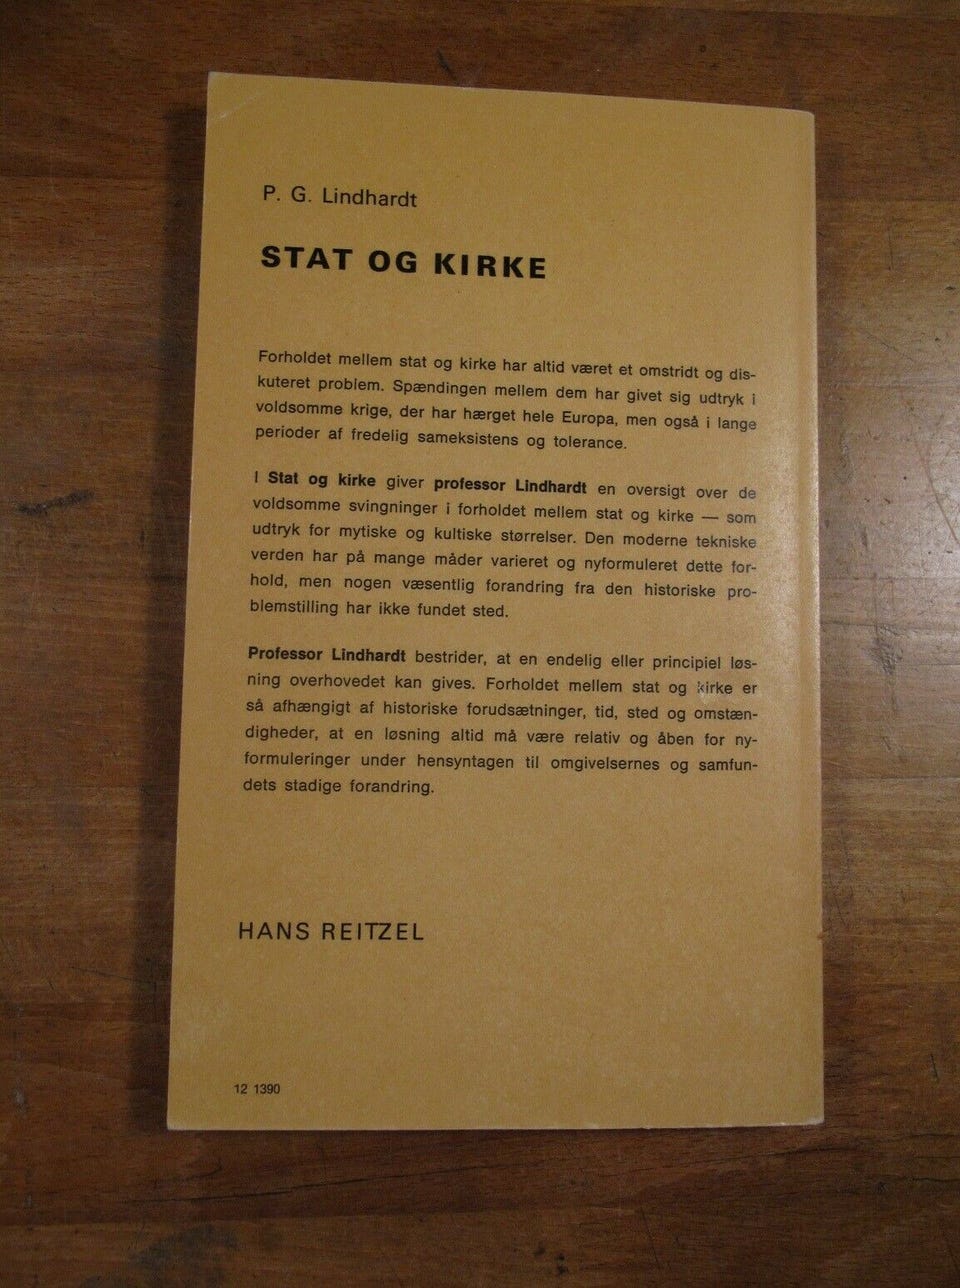 P. G. Lindhardt
STAT OG KIRKE
Forholdet mellem stat og kirke har altid været et omstridt og dis-
kuteret problem. Spændingen mellem dem har givet sig udtryk i
voldsomme krige, der har hærget hele Europa, men også i lange
perioder af fredelig sameksistens og tolerance.
I Stat og kirke giver professor Lindhardt en oversigt over de
voldsomme svingninger i forholdet mellem stat og kirke — som
udtryk for mytiske og kultiske størrelser. Den moderne tekniske
verden har på mange måder varieret og nyformuleret dette for-
hold, men nogen væsentlig forandring fra den historiske pro-
blemstilling har ikke fundet sted.
Professor Lindhardt bestrider, at en endelig eller principiel løs-
ning overhovedet kan gives. Forholdet mellem stat og kirke er
så afhængigt af historiske forudsætninger, tid, sted og omstæn-
digheder, at en løsning altid må være relativ og åben for ny-
formuleringer under hensyntagen til omgivelsernes og samfun-
dets stadige forandring.
HANS REITZEL
12 1390